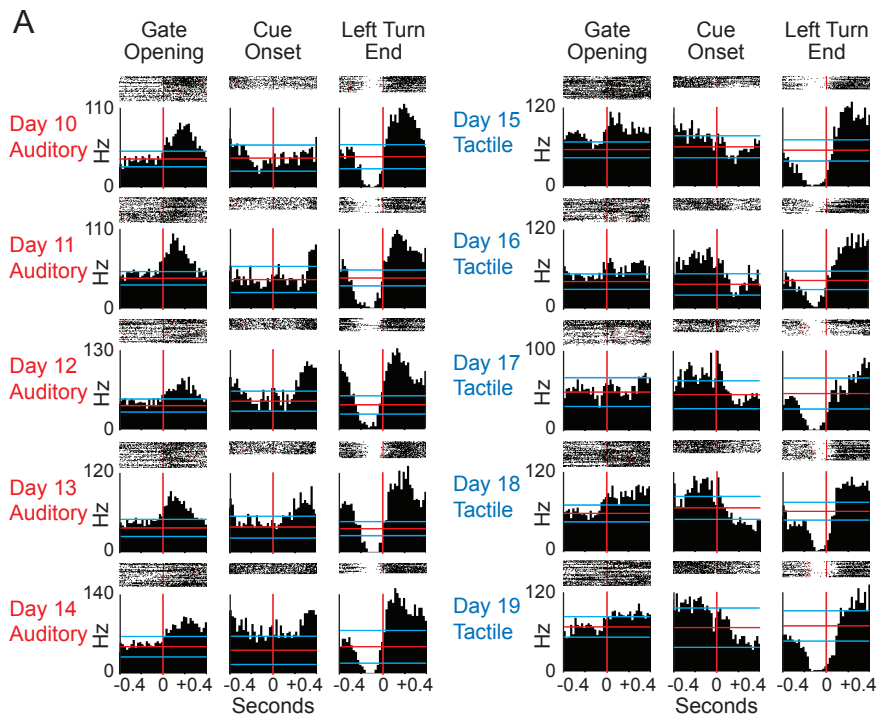 A
Gate Opening
Cue Onset
Left Turn End
Gate Opening
Cue Onset
Left Turn End
Day 10
Auditory
Hz
110
0
Day 15
Tactile
Hz
120
0
Day 11
Auditory
Hz
110
0
Day 16
Tactile
Hz
120
0
Day 12
Auditory
Hz
130
0
Day 17
Tactile
Hz
100
0
Day 13
Auditory
Hz
120
0
Day 18
Tactile
Hz
120
0
Day 14
Auditory
Hz
140
0
Day 19
Tactile
Hz
120
0
-0.4 0 +0.4
-0.4 0 +0.4
-0.4 0 +0.4
Seconds
-0.4 0 +0.4
-0.4 0 +0.4
-0.4 0 +0.4
Seconds